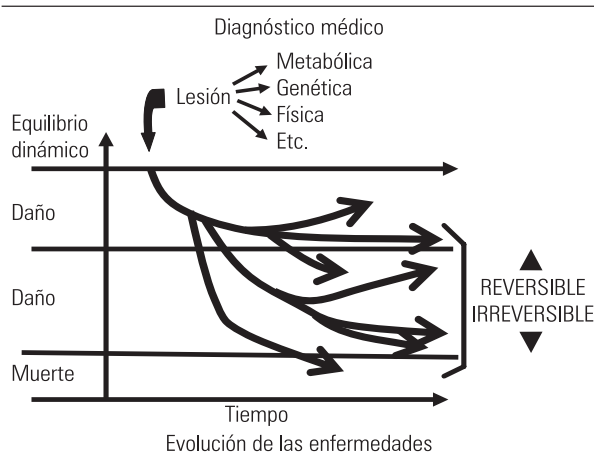 Diagnóstico médico
Metabólica
Lesión
Genética
Física
Etc.
Equilibrio
dinámico
Daño
Daño
REVERSIBLE
IRREVERSIBLE
Muerte
Tiempo
Evolución de las enfermedades